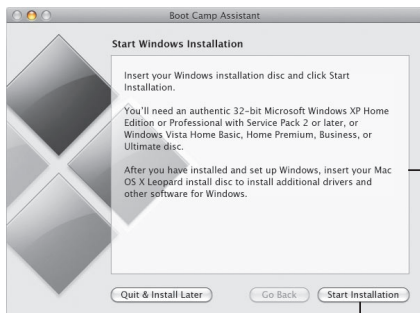 Boot Camp Assistant
Start Windows Installation
Insert your Windows installation disc and click Start
Installation.
You'll need an authentic 32-bit Microsoft Windows XP Home
Edition or Professional with Service Pack 2 or later, or
Windows Vista Home Basic, Home Premium, Business, or
Ultimate disc.
After you have installed and set up Windows, insert your Mac
OS X Leopard install disc to install additional drivers and
other software for Windows.
Quit & Install Later
Go Back
Start Installation